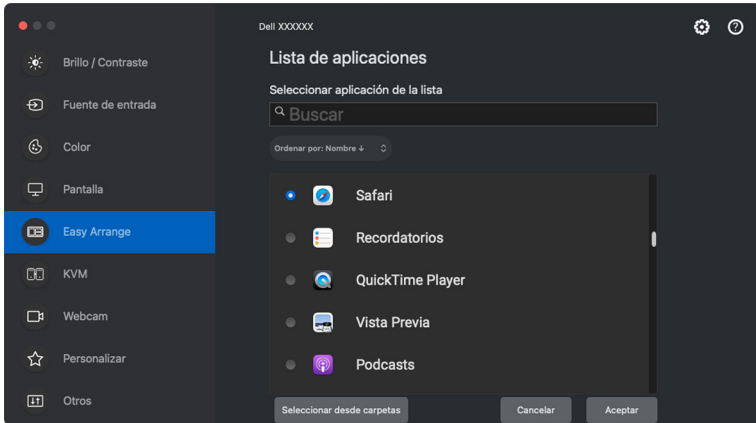 Dell XXXXXX
Brillo / Contraste
Fuente de entrada
Color
Pantalla
Easy Arrange
KVM
Webcam
Personalizar
Otros
Lista de aplicaciones
Seleccionar aplicación de la lista
Buscar
Ordenar por: Nombre ↓
Safari
Recordatorios
QuickTime Player
Vista Previa
Podcasts
Seleccionar desde carpetas
Cancelar
Aceptar